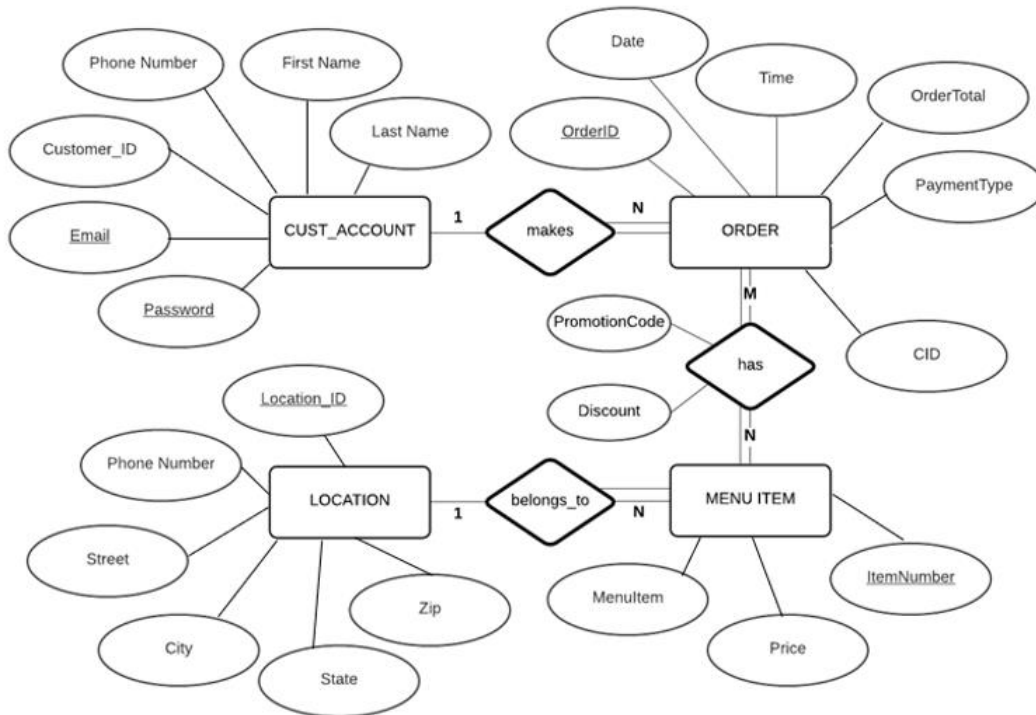 Date
Phone Number
First Name
Time
OrderTotal
Last Name
OrderID
Customer_ID
PaymentType
1
N
CUST_ACCOUNT
makes
ORDER
Email
M
Password
PromotionCode
CID
has
Location_ID
Discount
N
Phone Number
LOCATION
belongs_to
MENU ITEM
1
N
Street
ItemNumber
MenuItem
Zip
City
Price
State